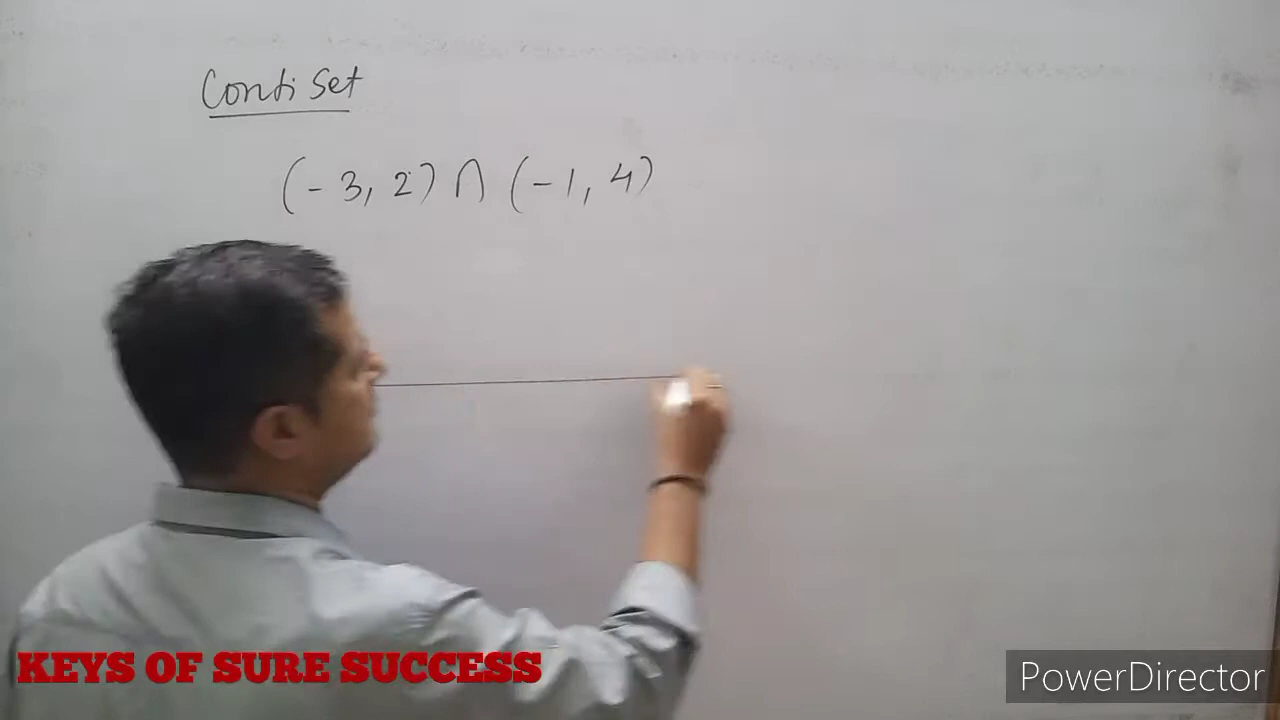 Conti Set
(-3, 2) ∩ (-1, 4)
KEYS OF SURE SUCCESS
PowerDirector